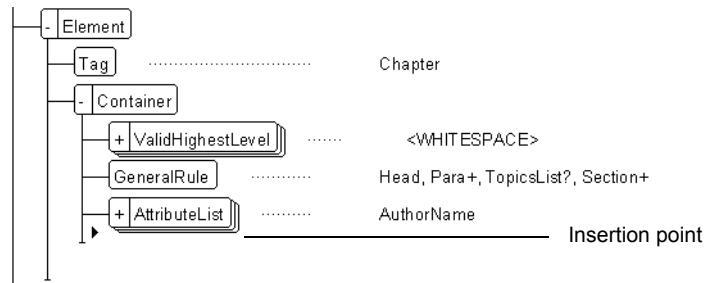 - Element
Tag ............................... Chapter
- Container
+ ValidHighestLevel ....... <WHITESPACE>
GeneralRule ............ Head, Para+, TopicsList?, Section+
+ AttributeList .......... AuthorName
Insertion point